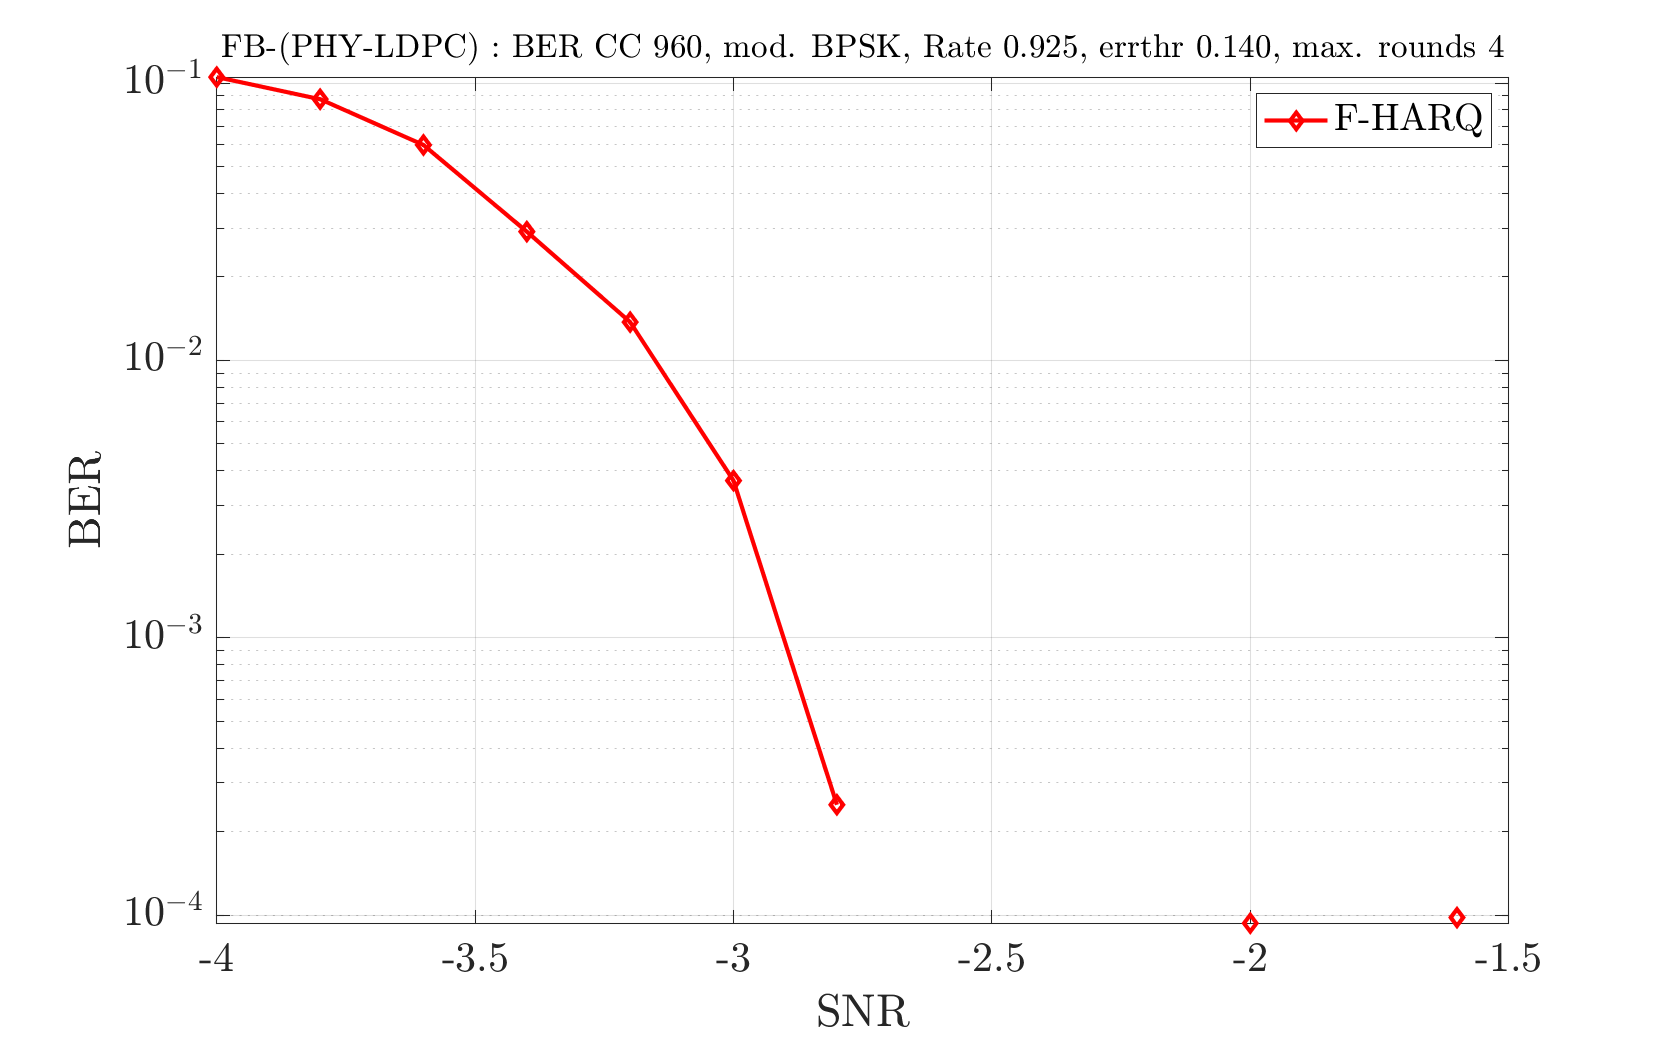 FB-(PHY-LDPC) : BER CC 960, mod. BPSK, Rate 0.925, errthr 0.140, max. rounds 4
F-HARQ
10⁻¹
10⁻²
10⁻³
10⁻⁴
BER
-4 -3.5 -3 -2.5 -2 -1.5
SNR